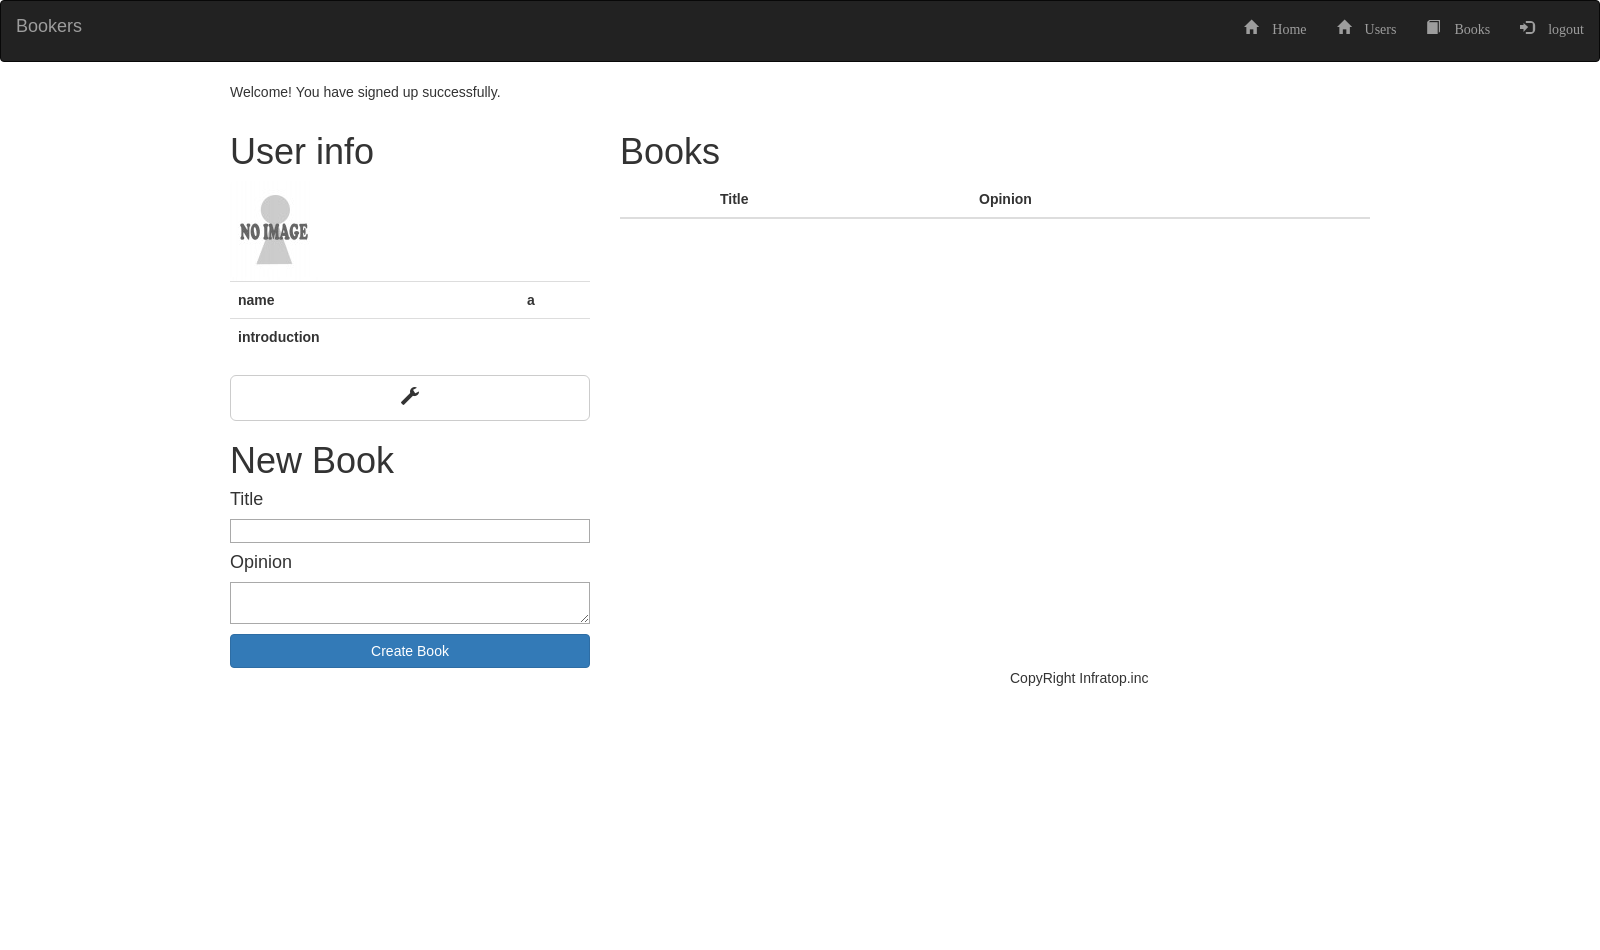 Bookers
Home Users Books logout
Welcome! You have signed up successfully.
User info
NO IMAGE
name a
introduction
New Book
Title
Opinion
Create Book
Books
Title Opinion
CopyRight Infratop.inc